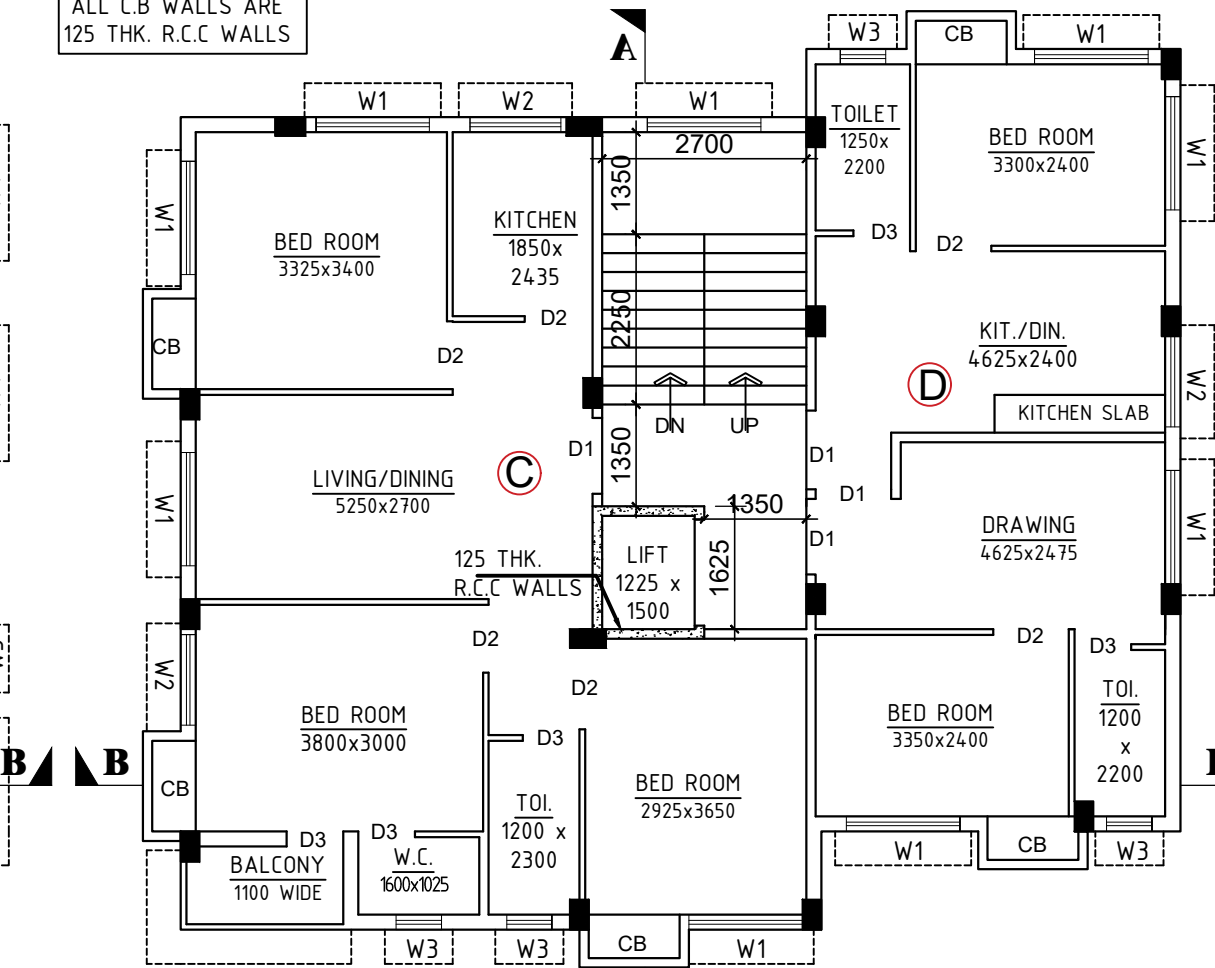 ALL C.B WALLS ARE
125 THK. R.C.C WALLS
A
W3
CB
W1
W1
W2
W1
2700
1350
TOILET
1250x
2200
BED ROOM
3300x2400
W1
W1
BED ROOM
3325x3400
KITCHEN
1850x
2435
D3
D2
D2
2250
CB
D2
KIT./DIN.
4625x2400
D
W2
KITCHEN SLAB
DN
UP
D1
1350
D1
C
LIVING/DINING
5250x2700
W1
D1
1350
DRAWING
4625x2475
W1
D1
125 THK.
R.C.C WALLS
LIFT
1225 x
1500
1625
D2
D2
D3
W2
D2
BED ROOM
3800x3000
D3
BED ROOM
3350x2400
TOI.
1200
x
2200
B
B
CB
BED ROOM
2925x3650
TOI.
1200 x
2300
D3
D3
BALCONY
1100 WIDE
W.C.
1600x1025
W1
CB
W3
W3
W3
CB
W1